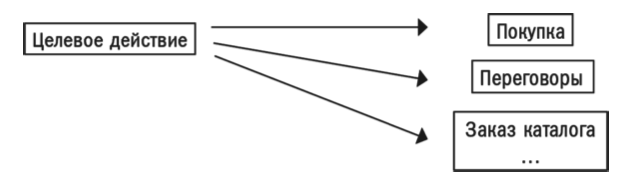 Целевое действие
Покупка
Переговоры
Заказ каталога
...